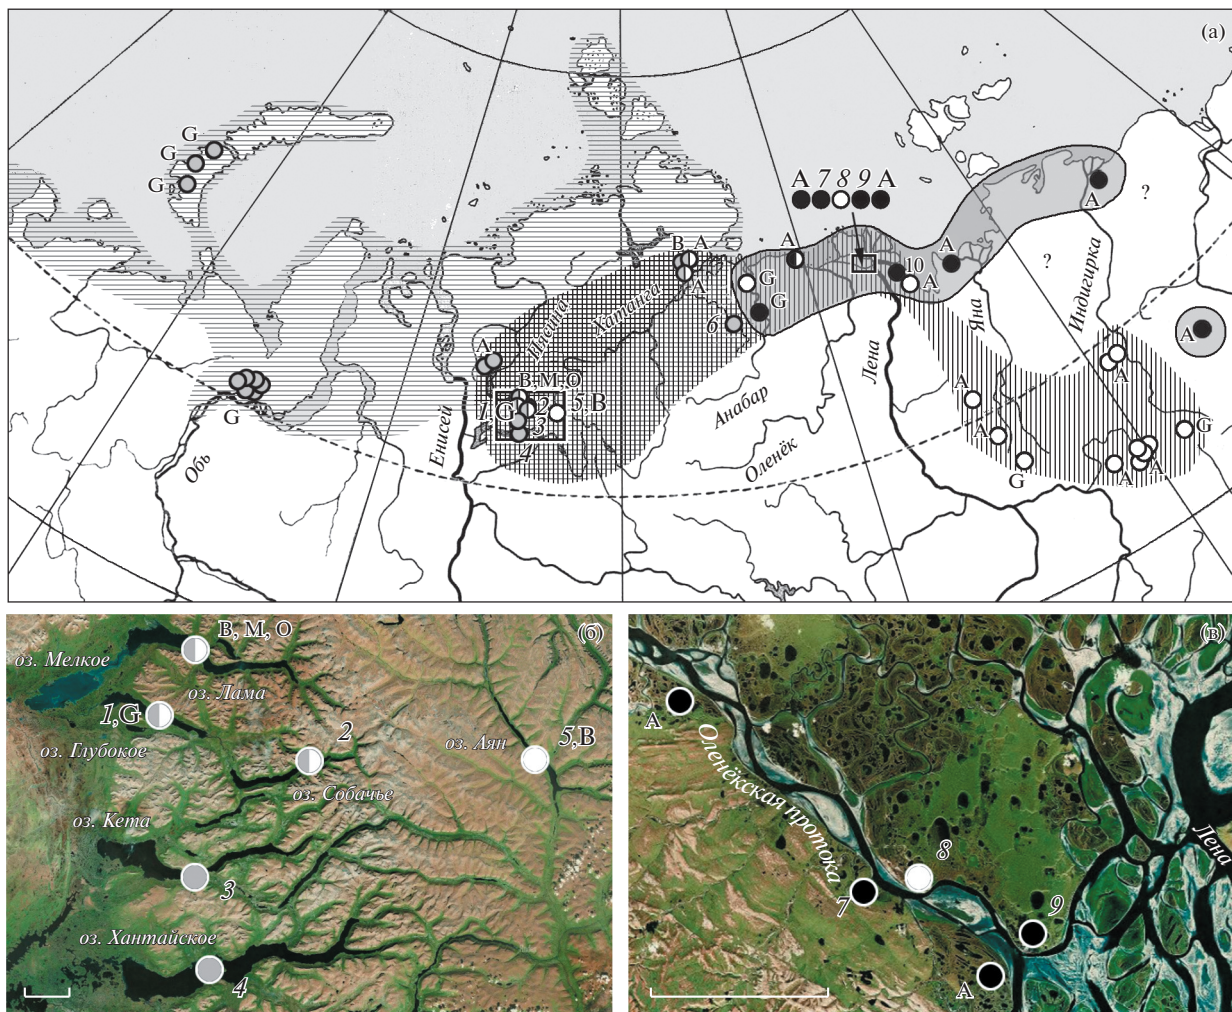 (а)
G
G
G
р
A 7 8 9 A
A
?
B A
A
A
10
A
A
G
G
6
Индигирка
?
Яна
A
Пясина
Хатанга
A
B, M, O
1,G
2
5,B
3
4
Анабар
Лена
Оленёк
Енисей
Обь
G
A
A
G
A
G
A
A
(б)
B, M, O
оз. Мелкое
оз. Лама
1,G
2
оз. Глубокое
оз. Аян
5,B
оз. Собачье
оз. Кета
3
оз. Хантайское
4
(в)
A
Оленёкская протока
8
7
9
Лена
A